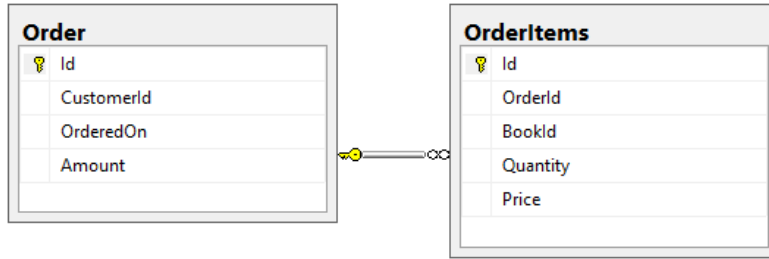 Order
Id
CustomerId
OrderedOn
Amount
OrderItems
Id
OrderId
BookId
Quantity
Price